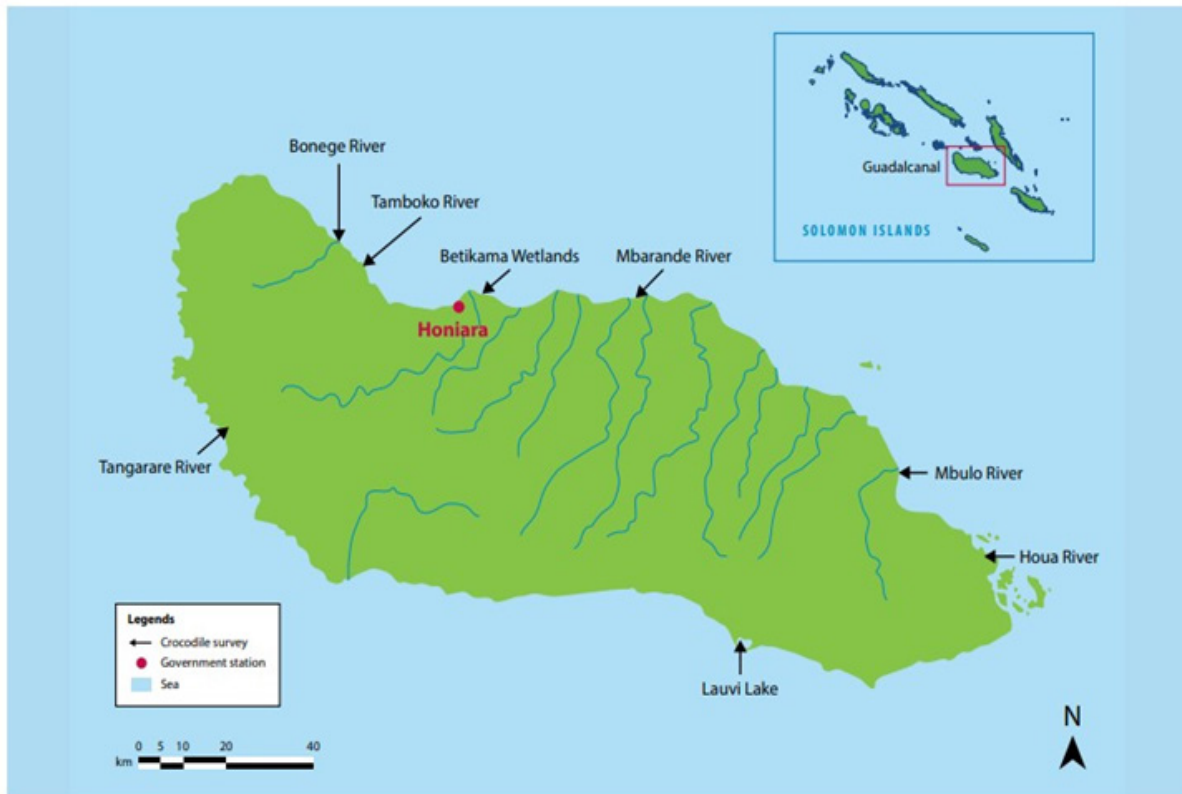 Bonege River
Tamboko River
Betikama Wetlands
Mbarande River
Guadalcanal
SOLOMON ISLANDS
Honiara
Tangarare River
Mbulo River
Houa River
Lauvi Lake
Legends
Crocodile survey
Government station
Sea
0 5 10 20 40
km
N